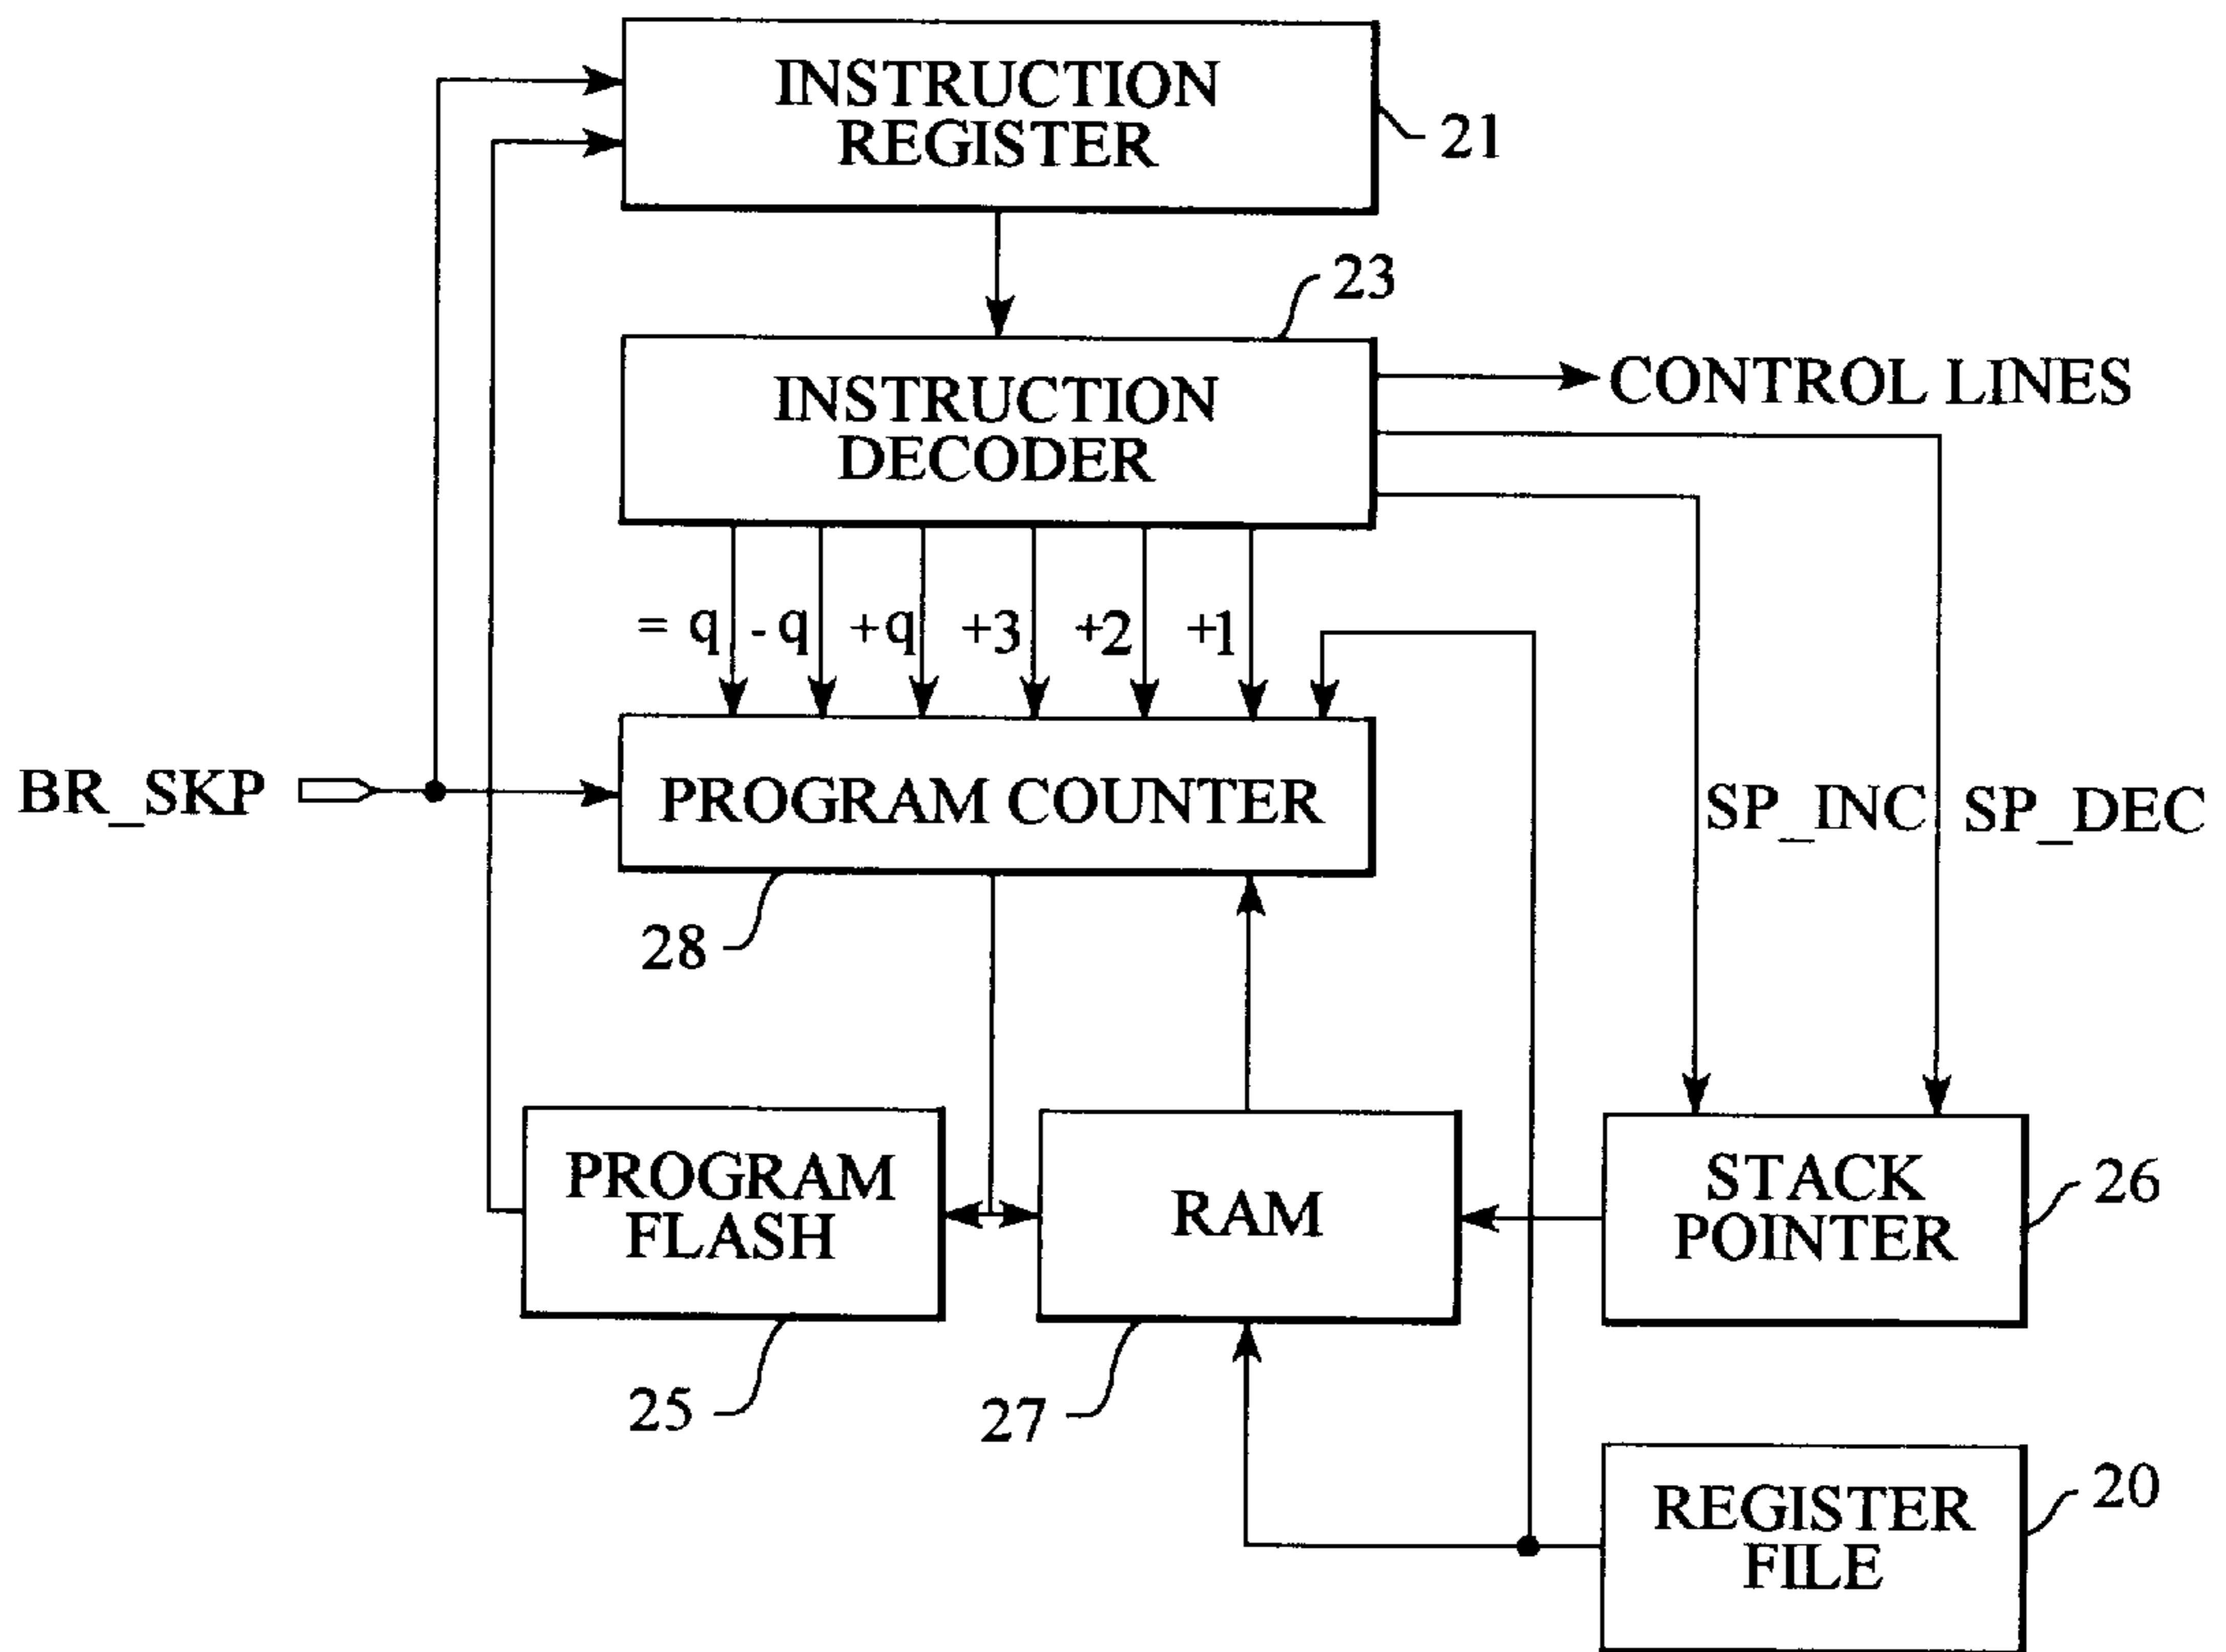 INSTRUCTION
REGISTER
21
23
INSTRUCTION
DECODER
CONTROL LINES
= q - q +q +3 +2 +1
BR_SKP
PROGRAM COUNTER
SP_INC SP_DEC
28
PROGRAM
FLASH
RAM
STACK
POINTER
26
25
27
REGISTER
FILE
20